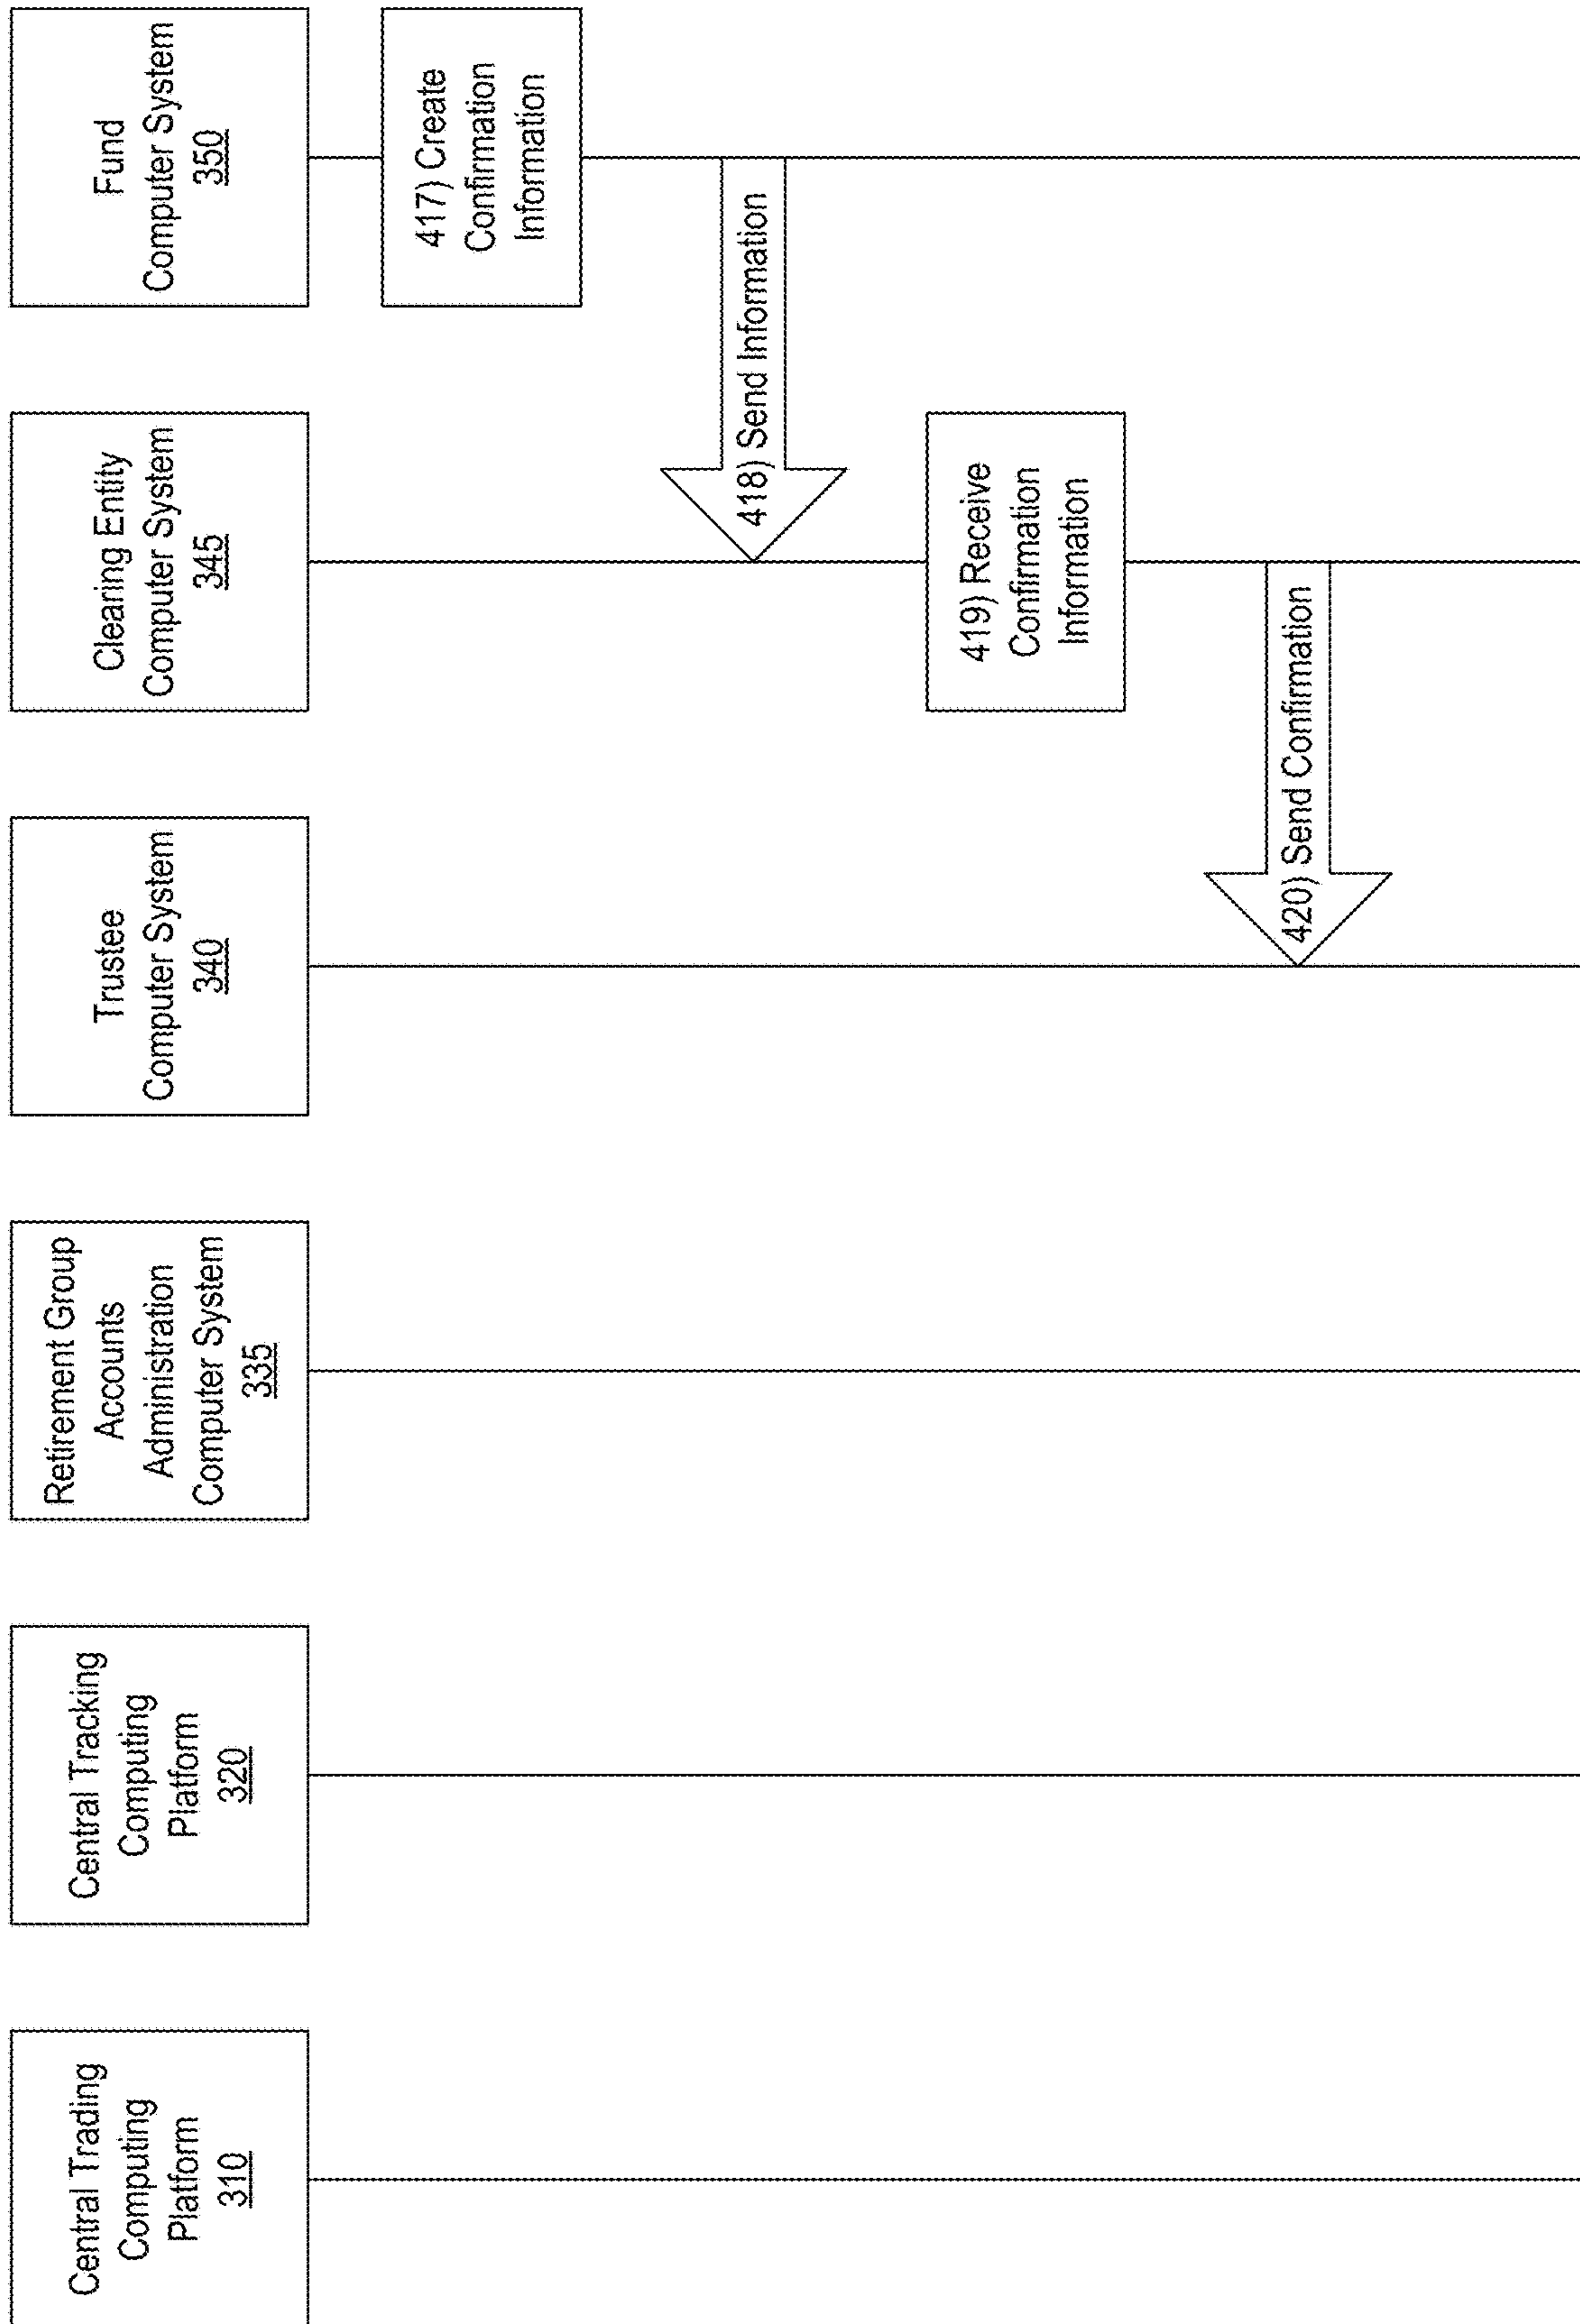 Central Trading
Computing
Platform
310
Central Tracking
Computing
Platform
320
Retirement Group
Accounts
Administration
Computer System
335
Trustee
Computer System
340
Clearing Entity
Computer System
345
Fund
Computer System
350
417) Create
Confirmation
Information
418) Send Information
419) Receive
Confirmation
Information
420) Send Confirmation